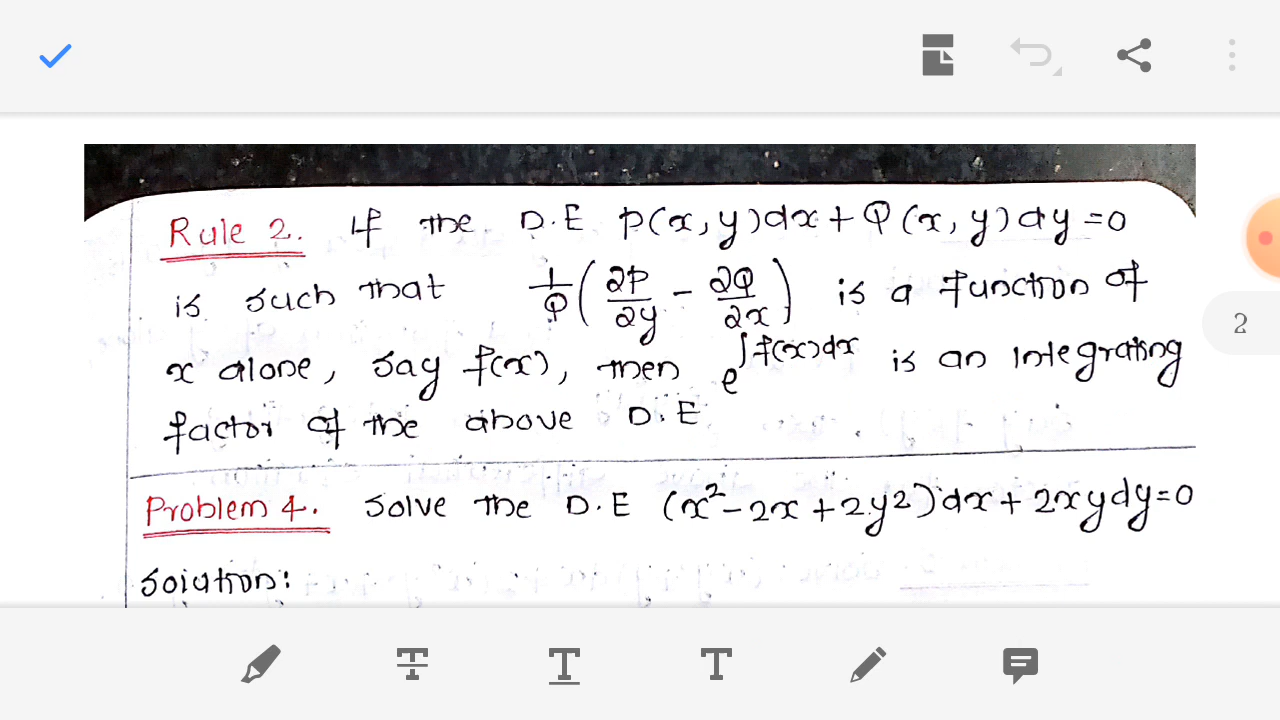 Rule 2. If the D.E P(x,y)dx + Q(x,y)dy = 0
is such that 1/Q (∂P/∂y - ∂Q/∂x) is a function of
x alone, say f(x), then e^∫f(x)dx is an integrating
factor of the above D.E
Problem 4. Solve the D.E (x²-2x+2y²)dx + 2xydy=0
Solution:
2
T
T
T